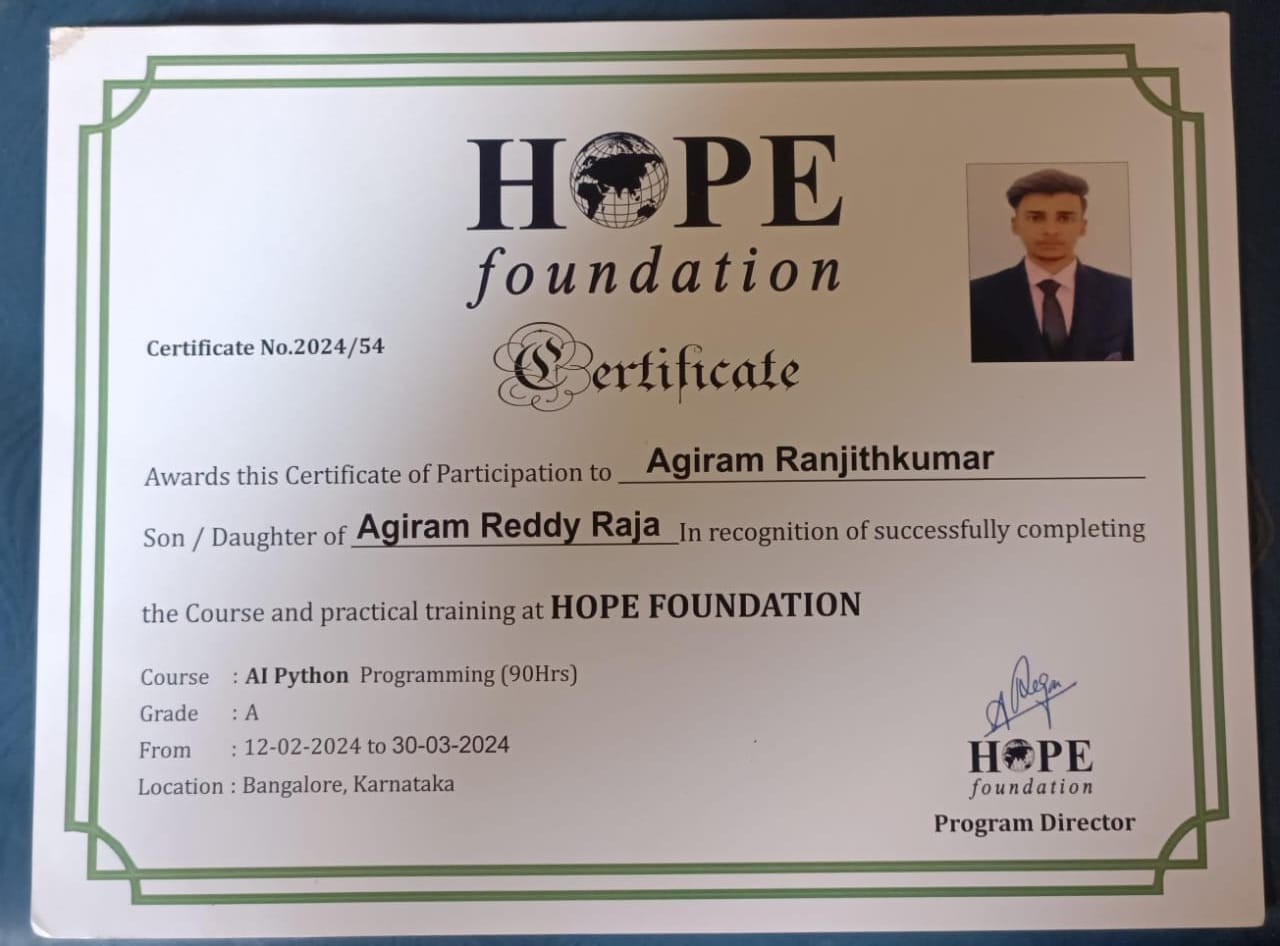 HOPE
foundation
Certificate No.2024/54
Certificate
Awards this Certificate of Participation to Agiram Ranjithkumar
Son / Daughter of Agiram Reddy Raja In recognition of successfully completing
the Course and practical training at HOPE FOUNDATION
Course : AI Python Programming (90Hrs)
Grade : A
From : 12-02-2024 to 30-03-2024
Location : Bangalore, Karnataka
HOPE
foundation
Program Director